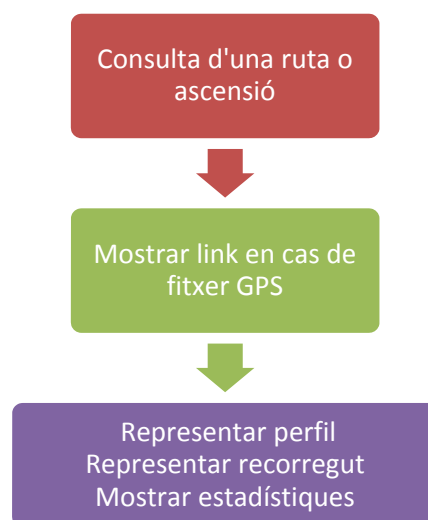 Consulta d'una ruta o
ascensió
Mostrar link en cas de
fitxer GPS
Representar perfil
Representar recorregut
Mostrar estadístiques